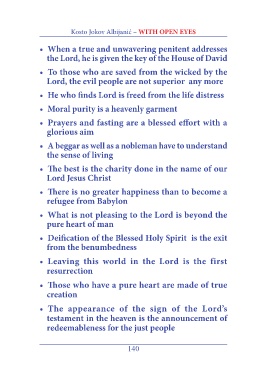 Kosto Jokov Albijanić – WITH OPEN EYES
• When a true and unwavering penitent addresses
the Lord, he is given the key of the House of David
• To those who are saved from the wicked by the
Lord, the evil people are not superior any more
• He who finds Lord is freed from the life distress
• Moral purity is a heavenly garment
• Prayers and fasting are a blessed effort with a
glorious aim
• A beggar as well as a nobleman have to understand
the sense of living
• The best is the charity done in the name of our
Lord Jesus Christ
• There is no greater happiness than to become a
refugee from Babylon
• What is not pleasing to the Lord is beyond the
pure heart of man
• Deification of the Blessed Holy Spirit is the exit
from the benumbedness
• Leaving this world in the Lord is the first
resurrection
• Those who have a pure heart are made of true
creation
• The appearance of the sign of the Lord's
testament in the heaven is the announcement of
redeemableness for the just people
140